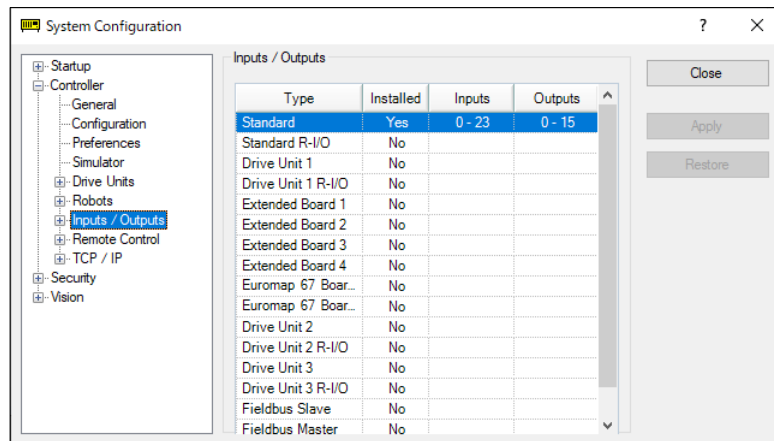 System Configuration ? ×
Startup
Controller
General
Configuration
Preferences
Simulator
Drive Units
Robots
Inputs / Outputs
Remote Control
TCP / IP
Security
Vision
Inputs / Outputs
Type Installed Inputs Outputs
Standard Yes 0 - 23 0 - 15
Standard R-I/O No
Drive Unit 1 No
Drive Unit 1 R-I/O No
Extended Board 1 No
Extended Board 2 No
Extended Board 3 No
Extended Board 4 No
Euromap 67 Boar... No
Euromap 67 Boar... No
Drive Unit 2 No
Drive Unit 2 R-I/O No
Drive Unit 3 No
Drive Unit 3 R-I/O No
Fieldbus Slave No
Fieldbus Master No
Close
Apply
Restore